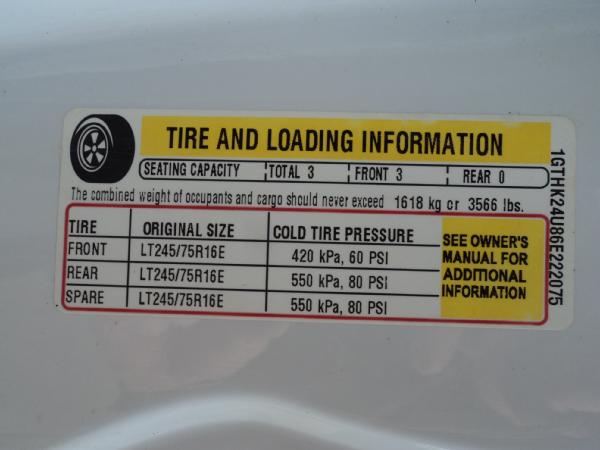 TIRE AND LOADING INFORMATION
SEATING CAPACITY TOTAL 3 FRONT 3 REAR 0
The combined weight of occupants and cargo should never exceed 1618 kg or 3566 lbs.
TIRE ORIGINAL SIZE COLD TIRE PRESSURE
FRONT LT245/75R16E 420 kPa, 60 PSI
REAR LT245/75R16E 550 kPa, 80 PSI
SPARE LT245/75R16E 550 kPa, 80 PSI
SEE OWNER'S
MANUAL FOR
ADDITIONAL
INFORMATION
1GTHK24U86E222075